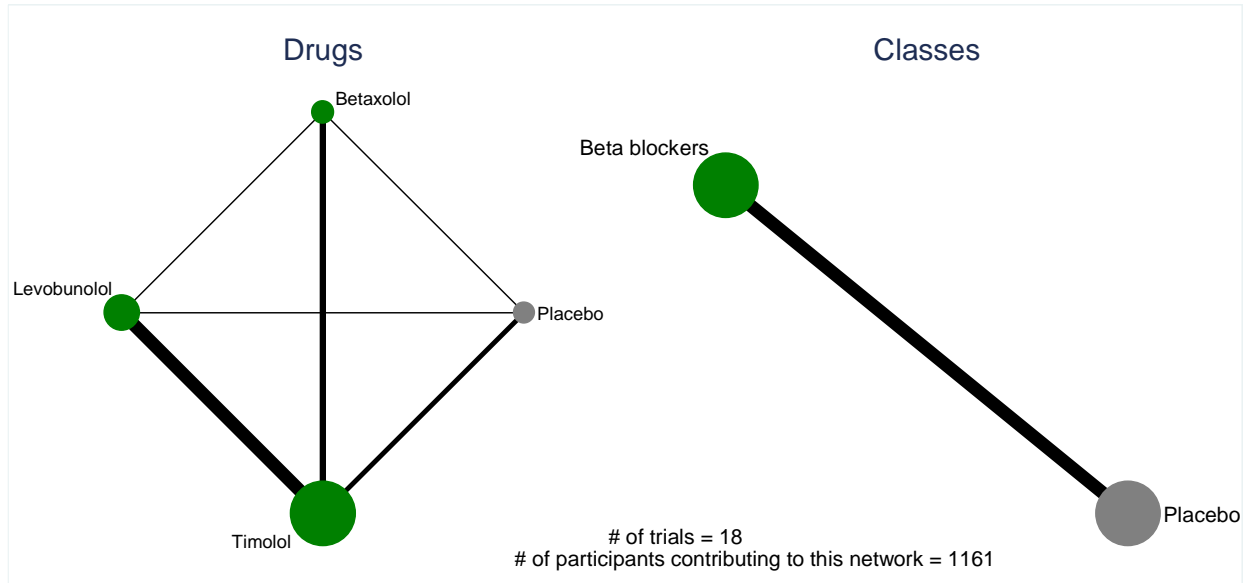 Drugs
Classes
Betaxolol
Beta blockers
Levobunolol
Placebo
Timolol
Placebo
# of trials = 18
# of participants contributing to this network = 1161